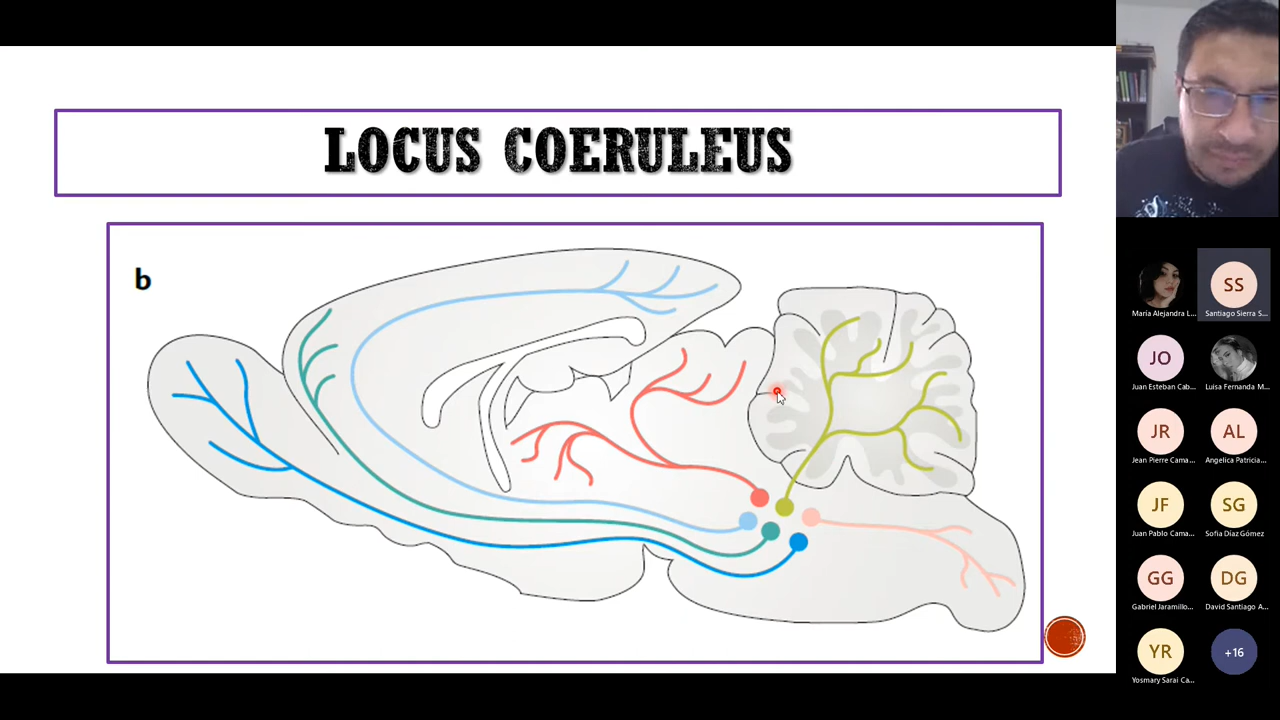 LOCUS COERULEUS
b
María Alejandra L...
SS
Santiago Sierra S...
JO
Juan Esteban Cab...
Luisa Fernanda M...
JR
Jean Pierre Cama...
AL
Angelica Patricia...
JF
Juan Pablo Cama...
SG
Sofia Díaz Gómez
GG
Gabriel Jaramillo...
DG
David Santiago A...
YR
Yosmary Sarai Ca...
+16